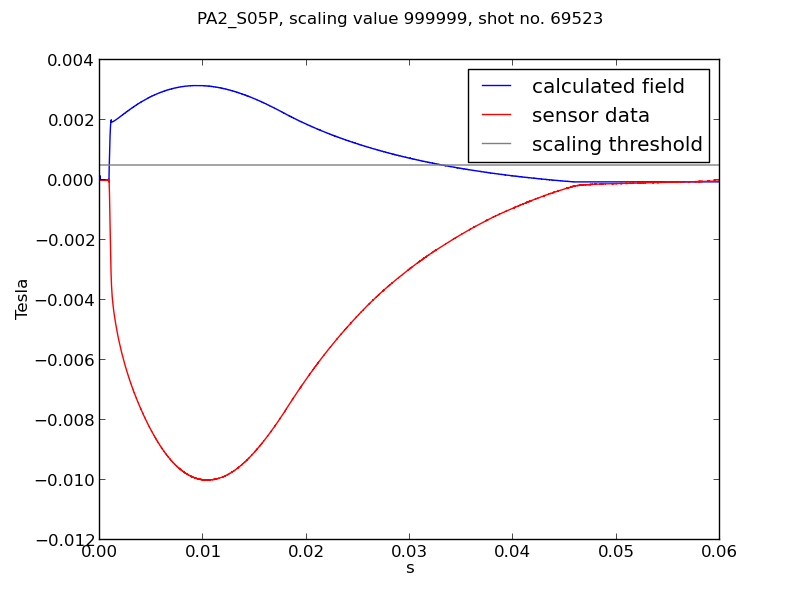 PA2_S05P, scaling value 999999, shot no. 69523
calculated field
sensor data
scaling threshold
0.004
0.002
0.000
−0.002
−0.004
−0.006
−0.008
−0.010
−0.012
Tesla
0.00 0.01 0.02 0.03 0.04 0.05 0.06
s